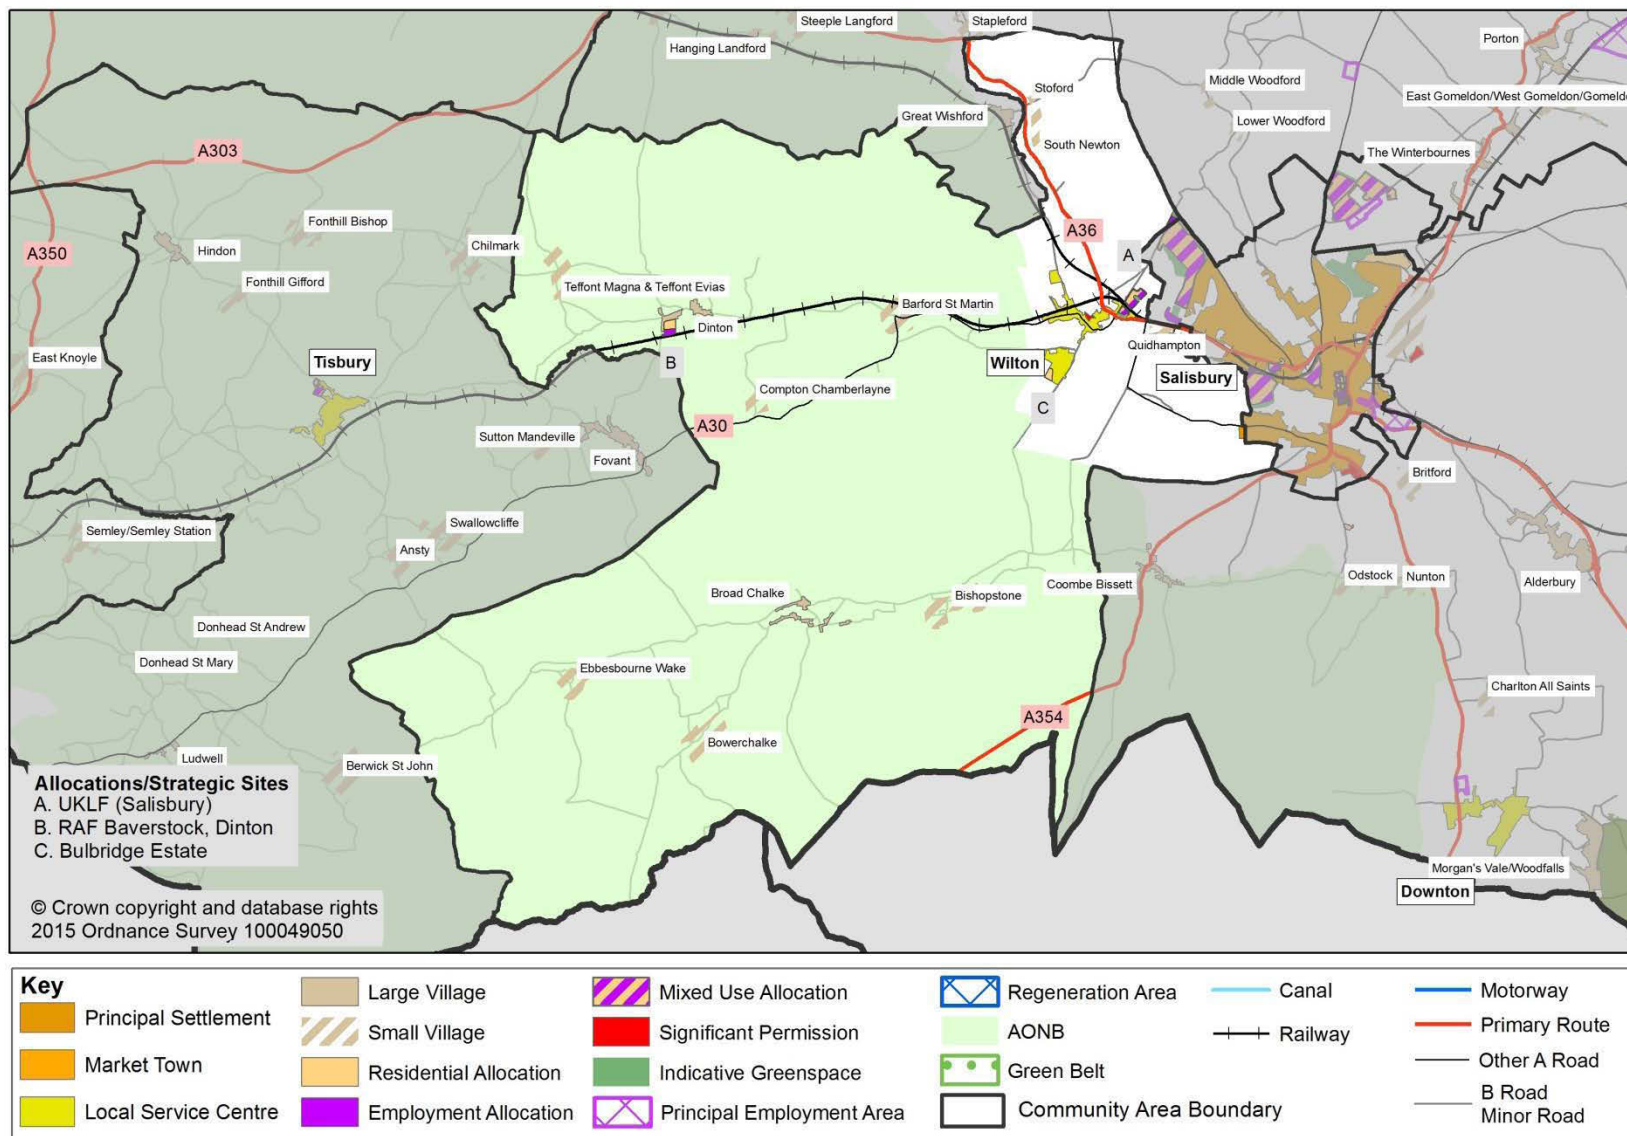 Steeple Langford
Stapleford
Hanging Landford
Porton
Stoford
Middle Woodford
East Gomeldon/West Gomeldon/Gomeldo
Great Wishford
Lower Woodford
South Newton
The Winterbournes
A303
Fonthill Bishop
A36
A350
Hindon
Chilmark
A
Fonthill Gifford
Teffont Magna & Teffont Evias
Barford St Martin
Dinton
East Knoyle
Tisbury
B
Quidhampton
Wilton
Salisbury
Compton Chamberlayne
C
A30
Sutton Mandeville
Fovant
Britford
Semley/Semley Station
Swallowcliffe
Ansty
Coombe Bissett
Odstock
Nunton
Alderbury
Broad Chalke
Bishopstone
Donhead St Andrew
Donhead St Mary
Ebbesbourne Wake
Charlton All Saints
A354
Bowerchalke
Ludwell
Berwick St John
Allocations/Strategic Sites
A. UKLF (Salisbury)
B. RAF Baverstock, Dinton
C. Bulbridge Estate
Morgan's Vale/Woodfalls
Downton
© Crown copyright and database rights
2015 Ordnance Survey 100049050
Key
Principal Settlement
Market Town
Local Service Centre
Large Village
Small Village
Residential Allocation
Employment Allocation
Mixed Use Allocation
Significant Permission
Indicative Greenspace
Principal Employment Area
Regeneration Area
AONB
Green Belt
Community Area Boundary
Canal
Railway
Motorway
Primary Route
Other A Road
B Road
Minor Road